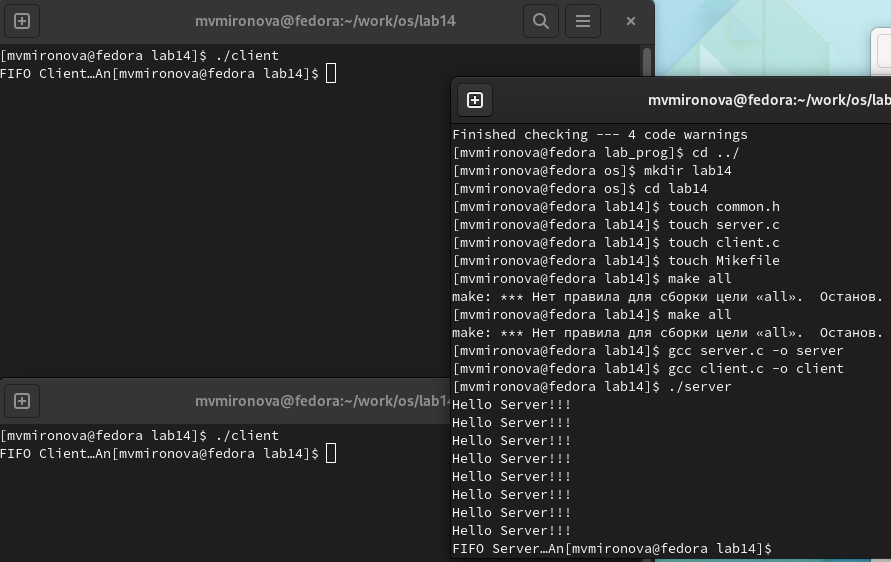 mvmironova@fedora:~/work/os/lab14
[mvmironova@fedora lab14]$ ./client
FIFO Client…An[mvmironova@fedora lab14]$
mvmironova@fedora:~/work/os/lab
Finished checking --- 4 code warnings
[mvmironova@fedora lab_prog]$ cd ../
[mvmironova@fedora os]$ mkdir lab14
[mvmironova@fedora os]$ cd lab14
[mvmironova@fedora lab14]$ touch common.h
[mvmironova@fedora lab14]$ touch server.c
[mvmironova@fedora lab14]$ touch client.c
[mvmironova@fedora lab14]$ touch Mikefile
[mvmironova@fedora lab14]$ make all
make: *** Нет правила для сборки цели «all».  Останов.
[mvmironova@fedora lab14]$ make all
make: *** Нет правила для сборки цели «all».  Останов.
[mvmironova@fedora lab14]$ gcc server.c -o server
[mvmironova@fedora lab14]$ gcc client.c -o client
[mvmironova@fedora lab14]$ ./server
Hello Server!!!
Hello Server!!!
Hello Server!!!
Hello Server!!!
Hello Server!!!
Hello Server!!!
Hello Server!!!
Hello Server!!!
FIFO Server…An[mvmironova@fedora lab14]$
mvmironova@fedora:~/work/os/lab1
[mvmironova@fedora lab14]$ ./client
FIFO Client…An[mvmironova@fedora lab14]$